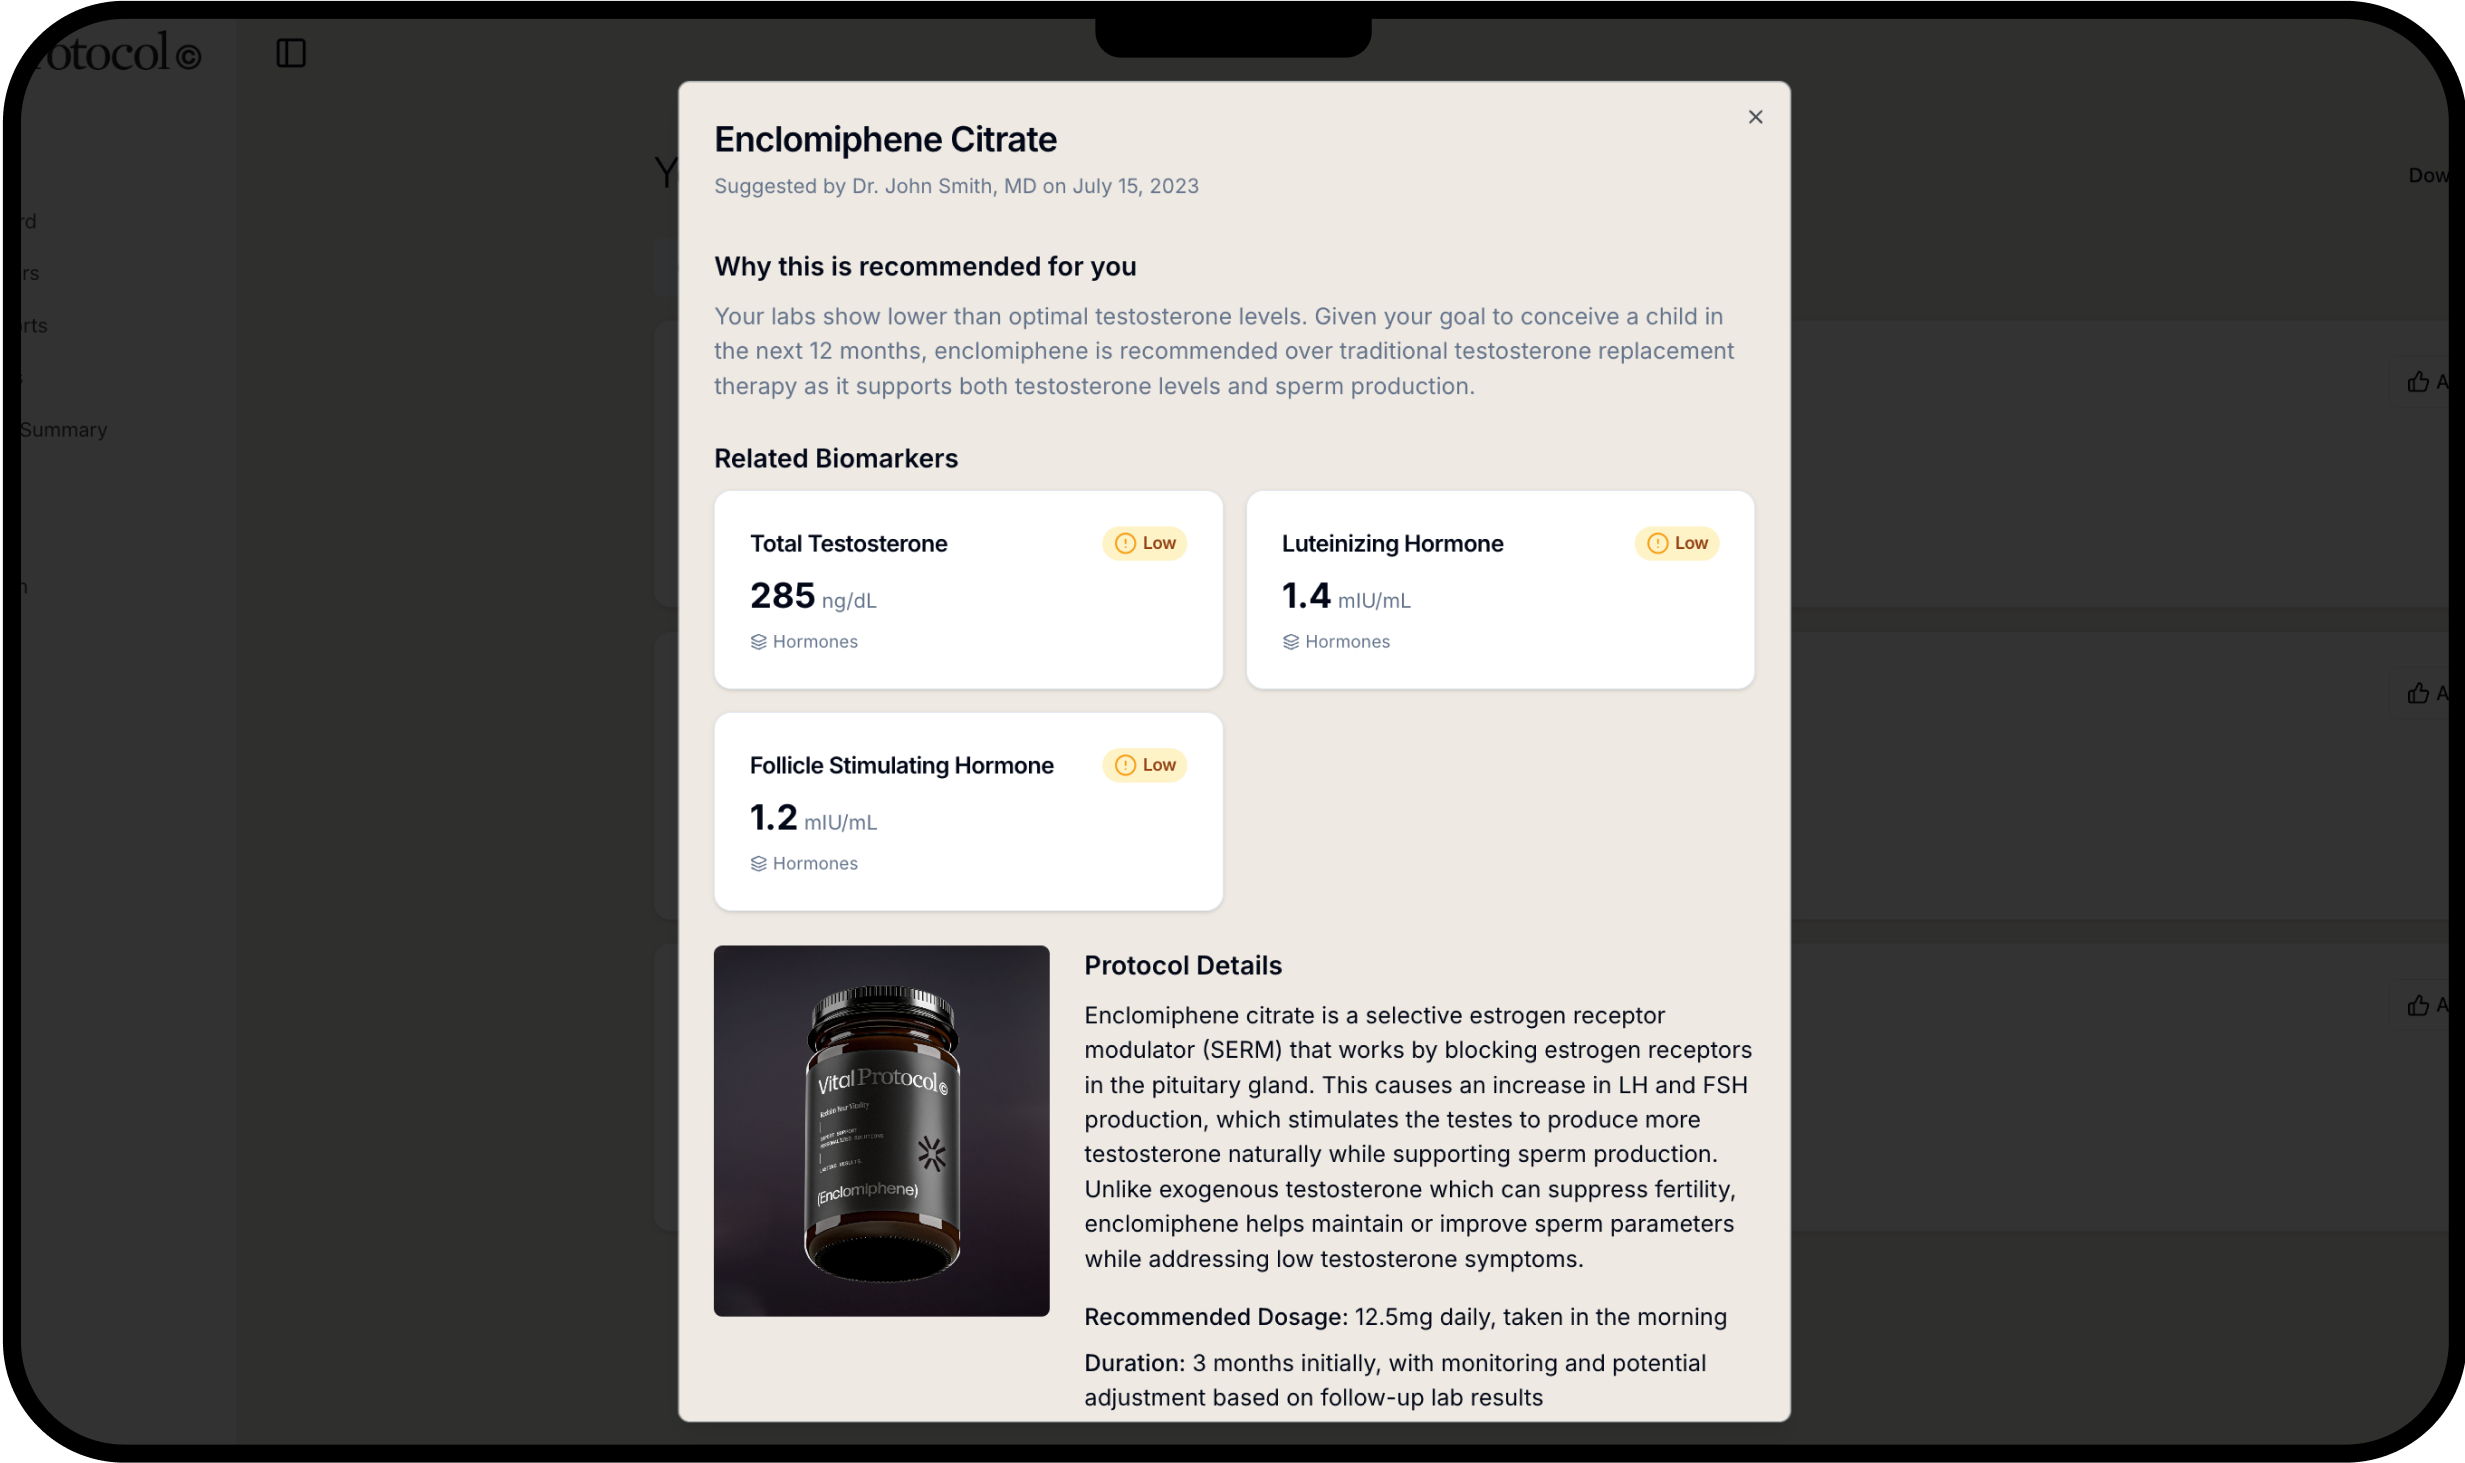 otocol©
Enclomiphene Citrate
Suggested by Dr. John Smith, MD on July 15, 2023
Y
Dow
rd
rs
rts
Summary
Why this is recommended for you
Your labs show lower than optimal testosterone levels. Given your goal to conceive a child in
the next 12 months, enclomiphene is recommended over traditional testosterone replacement
therapy as it supports both testosterone levels and sperm production.
A
Related Biomarkers
Total Testosterone
Low
285 ng/dL
Hormones
Luteinizing Hormone
Low
1.4 mIU/mL
Hormones
A
Follicle Stimulating Hormone
Low
1.2 mIU/mL
Hormones
A
Vital Protocol©
Reclaim Your Vitality
EXPERT SUPPORT
PERSONALIZED SOLUTIONS
LASTING RESULTS
(Enclomiphene)
Protocol Details
Enclomiphene citrate is a selective estrogen receptor
modulator (SERM) that works by blocking estrogen receptors
in the pituitary gland. This causes an increase in LH and FSH
production, which stimulates the testes to produce more
testosterone naturally while supporting sperm production.
Unlike exogenous testosterone which can suppress fertility,
enclomiphene helps maintain or improve sperm parameters
while addressing low testosterone symptoms.
Recommended Dosage: 12.5mg daily, taken in the morning
Duration: 3 months initially, with monitoring and potential
adjustment based on follow-up lab results